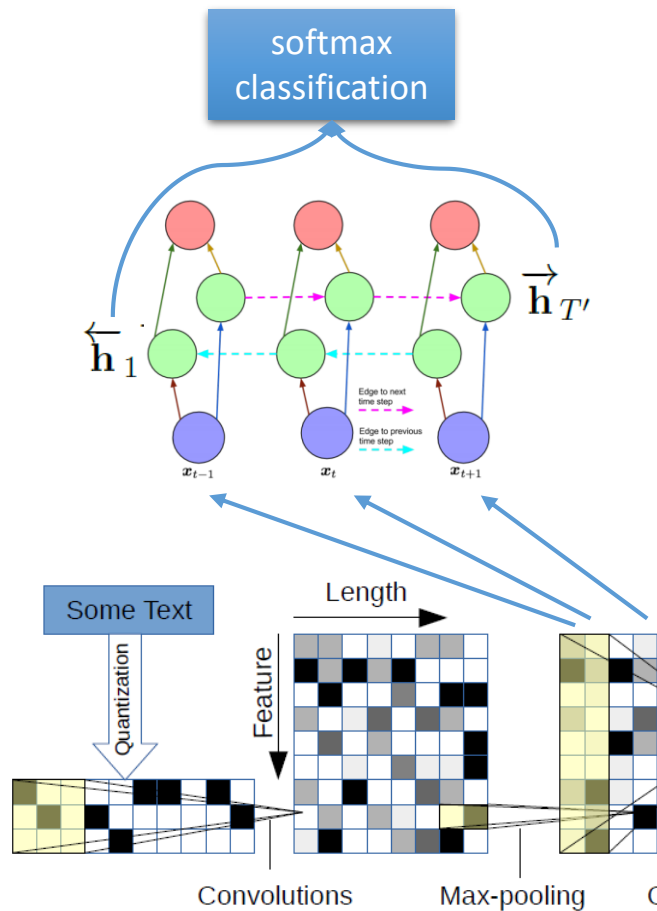 softmax
classification
h 1
h T′
Edge to next
time step
Edge to previous
time step
x t−1
x t
x t+1
Some Text
Quantization
Length
Feature
Convolutions
Max-pooling